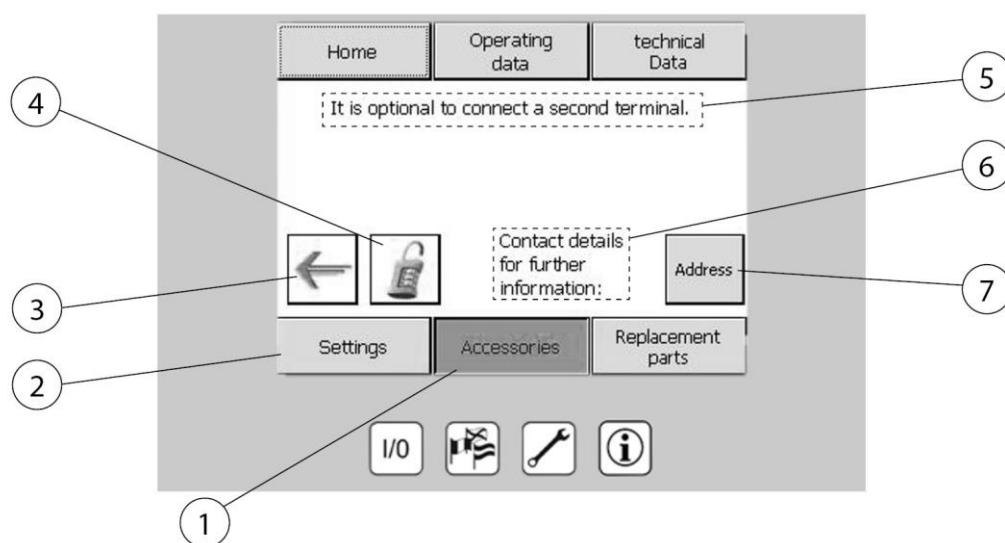 Home
Operating
data
technical
Data
5
4
It is optional to connect a second terminal.
6
Contact details
for further
information:
Address
3
7
2
Settings
Accessories
Replacement
parts
I/0
i
1